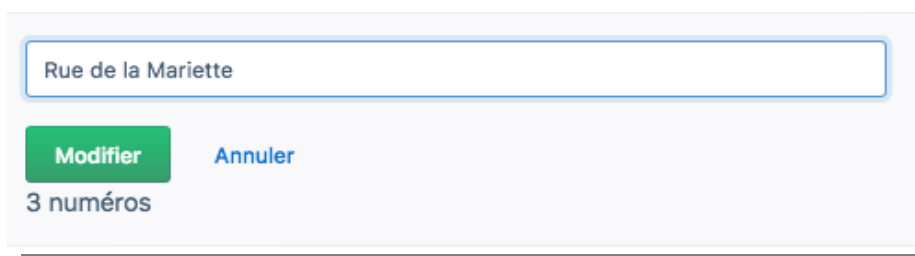 Rue de la Mariette
Modifier Annuler
3 numéros